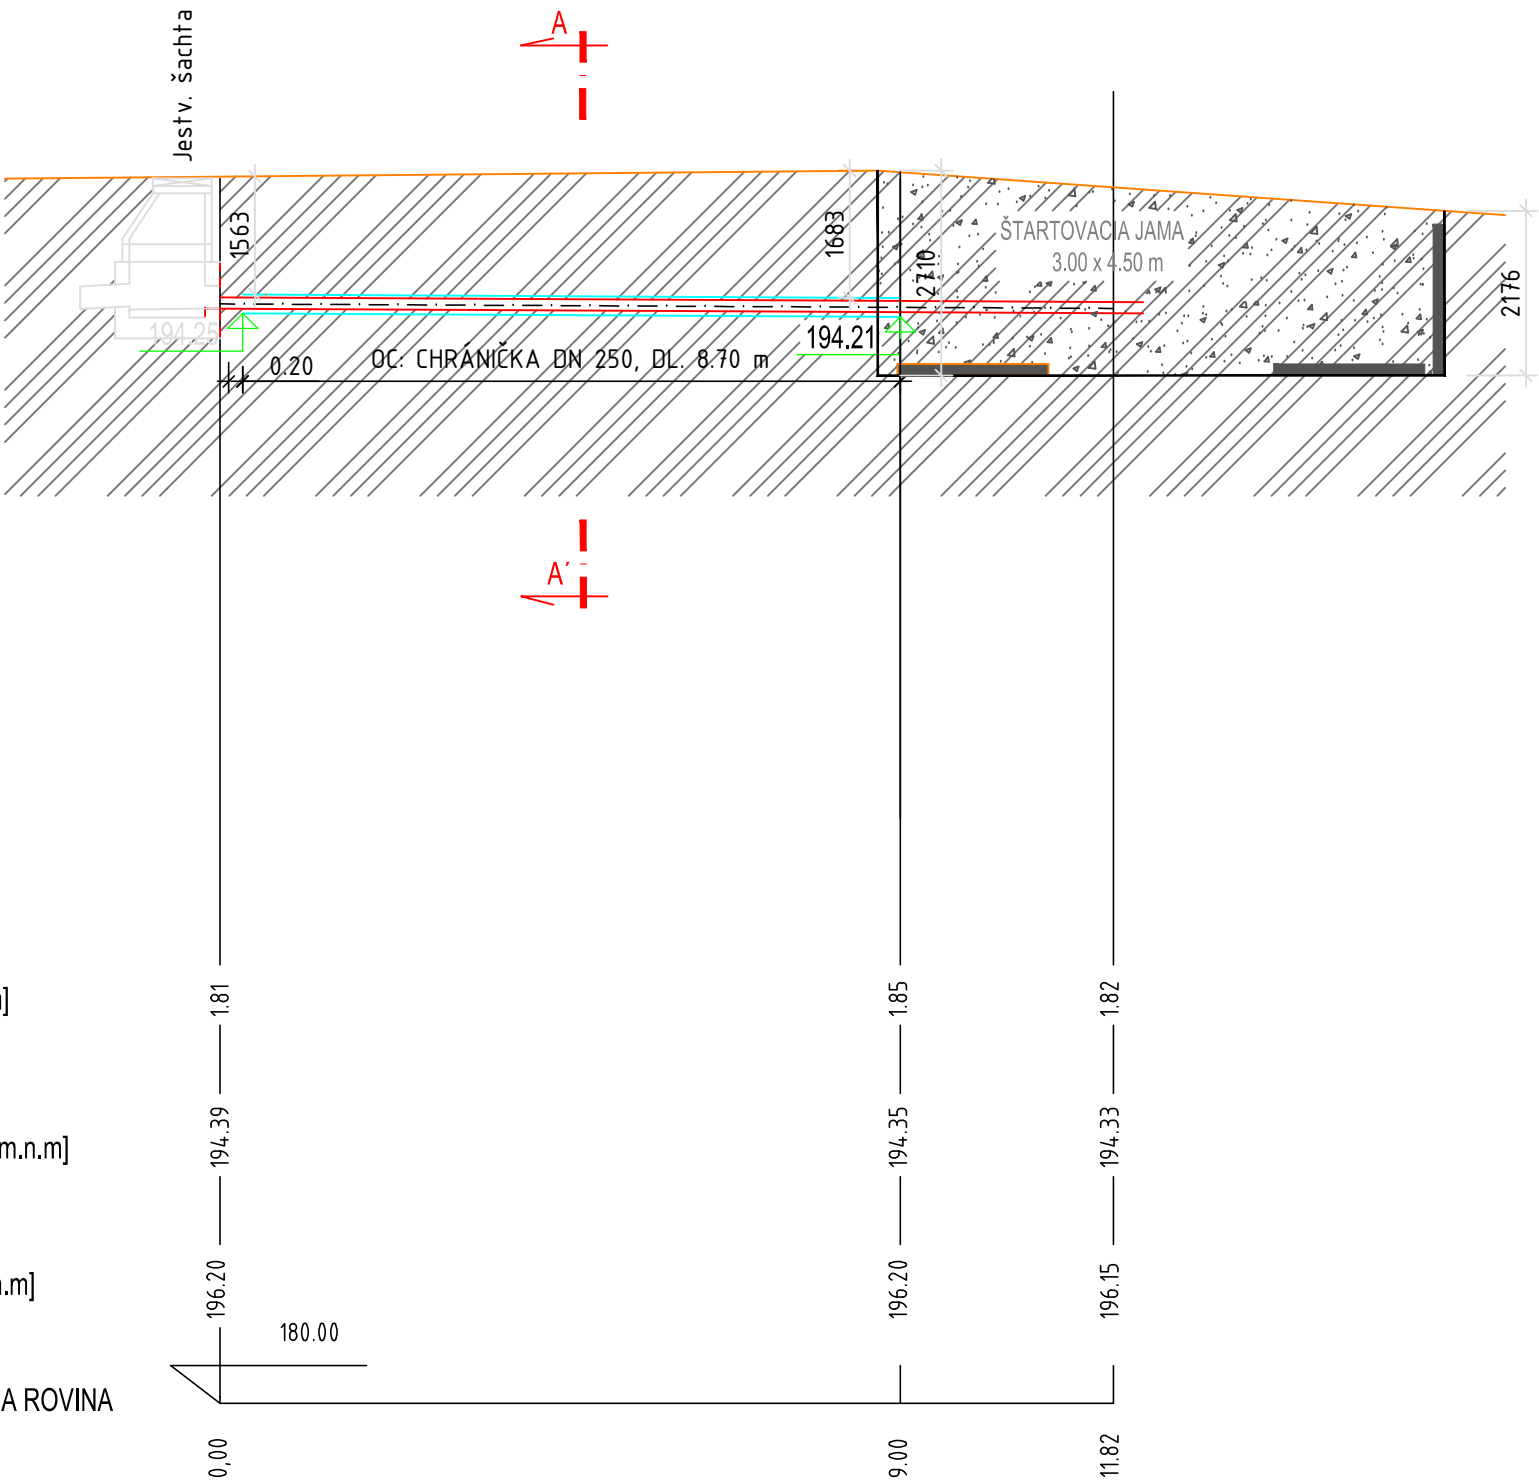 Jestv. šachta
A
1563
1683
2710
ŠTARTOVACIA JAMA
3.00 x 4.50 m
2176
194.25
194.21
0.20
OC: CHRÁNIČKA DN 250, DL. 8.70 m
A´
]
1.81
1.85
1.82
m.n.m]
194.39
194.35
194.33
.m]
196.20
196.20
196.15
180.00
A ROVINA
0,00
9.00
11.82